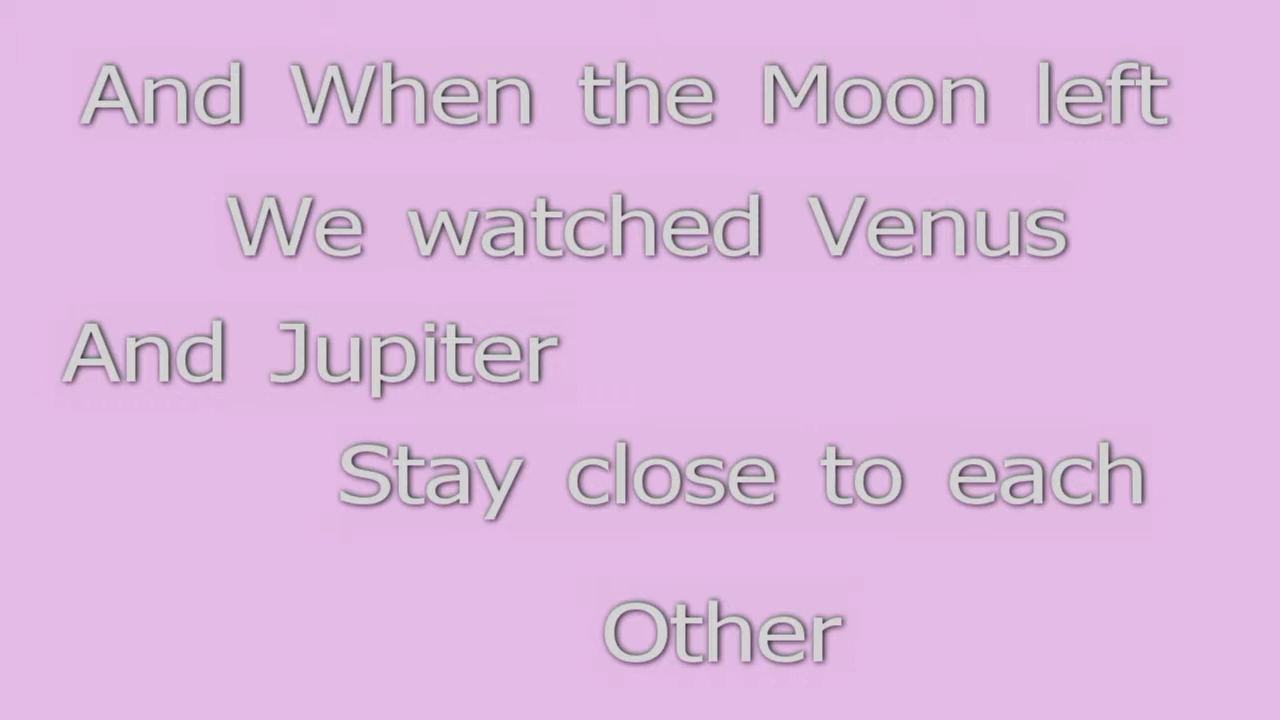 And When the Moon left
We watched Venus
And Jupiter
Stay close to each
Other